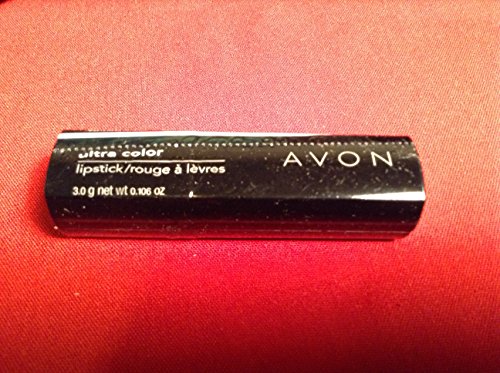 ultra color
lipstick/rouge à lèvres
3.0 g net wt 0.106 OZ
AVON